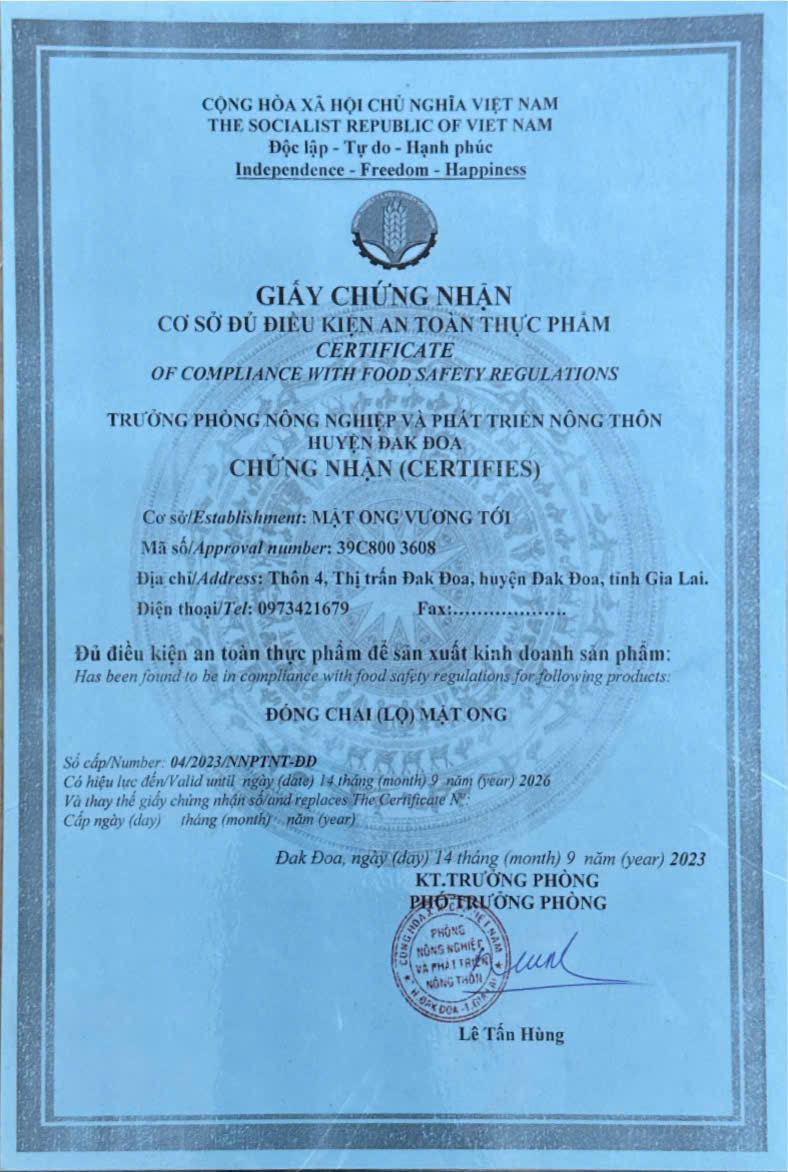 CỘNG HÒA XÃ HỘI CHỦ NGHĨA VIỆT NAM
THE SOCIALIST REPUBLIC OF VIET NAM
Độc lập - Tự do - Hạnh phúc
Independence - Freedom - Happiness
GIẤY CHỨNG NHẬN
CƠ SỞ ĐỦ ĐIỀU KIỆN AN TOÀN THỰC PHẨM
CERTIFICATE
OF COMPLIANCE WITH FOOD SAFETY REGULATIONS
TRƯỞNG PHÒNG NÔNG NGHIỆP VÀ PHÁT TRIỂN NÔNG THÔN
HUYỆN ĐAK ĐOA
CHỨNG NHẬN (CERTIFIES)
Cơ sở/Establishment: MẬT ONG VƯƠNG TỚI
Mã số/Approval number: 39C800 3608
Địa chỉ/Address: Thôn 4, Thị trấn Đak Đoa, huyện Đak Đoa, tỉnh Gia Lai.
Điện thoại/Tel: 0973421679 Fax:...................
Đủ điều kiện an toàn thực phẩm để sản xuất kinh doanh sản phẩm:
Has been found to be in compliance with food safety regulations for following products:
ĐÓNG CHAI (LỌ) MẬT ONG
Số cấp/Number: 04/2023/NNPTNT-ĐD
Có hiệu lực đến/Valid until ngày (date) 14 tháng (month) 9 năm (year) 2026
Và thay thế giấy chứng nhận số/and replaces The Certificate N°:
Cấp ngày (day) tháng (month) năm (year)
Đak Đoa, ngày (day) 14 tháng (month) 9 năm (year) 2023
KT.TRƯỞNG PHÒNG
PHÓ TRƯỞNG PHÒNG
CỘNG HÒA X.H.C.N VIỆT NAM
PHÒNG
NÔNG NGHIỆP
VÀ PHÁT TRIỂN
NÔNG THÔN
H.ĐAK ĐOA - T.GIA LAI
Lê Tấn Hùng